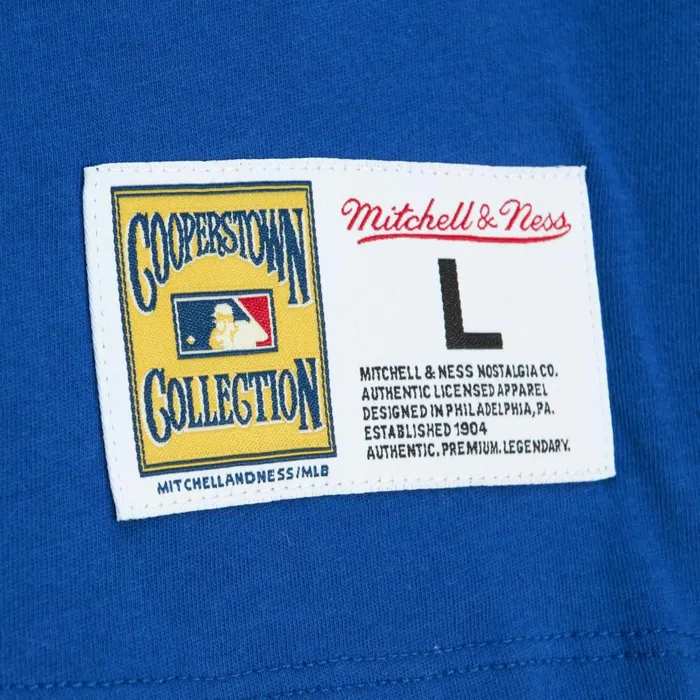 COOPERSTOWN
COLLECTION
MITCHELLANDNESS/MLB
Mitchell & Ness
L
MITCHELL & NESS NOSTALGIA CO.
AUTHENTIC LICENSED APPAREL
DESIGNED IN PHILADELPHIA, PA.
ESTABLISHED 1904
AUTHENTIC. PREMIUM. LEGENDARY.